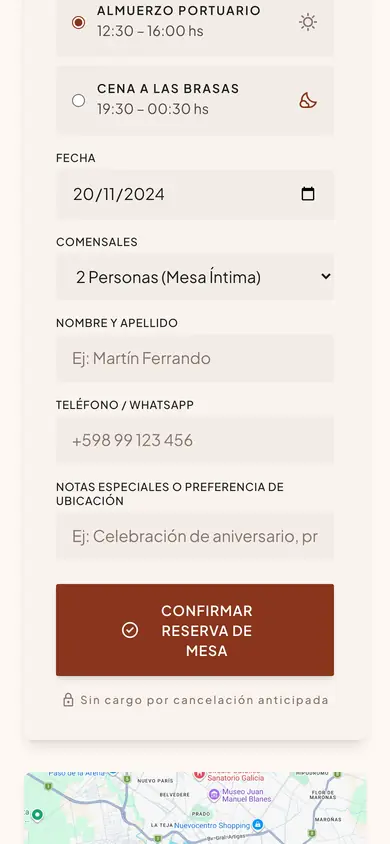 ALMUERZO PORTUARIO
12:30 – 16:00 hs
CENA A LAS BRASAS
19:30 – 00:30 hs
FECHA
20/11/2024
COMENSALES
2 Personas (Mesa Íntima)
NOMBRE Y APELLIDO
Ej: Martín Ferrando
TELÉFONO / WHATSAPP
+598 99 123 456
NOTAS ESPECIALES O PREFERENCIA DE
UBICACIÓN
Ej: Celebración de aniversario, pr
CONFIRMAR
RESERVA DE
MESA
Sin cargo por cancelación anticipada
Paso de la Arena
Sanatorio Galicia
HIPÓDROMO
NUEVO PARÍS
BELVEDERE
Museo Juan
Manuel Blanes
FLOR DE
MAROÑAS
PRADO
MAROÑAS
LA TEJA
Nuevocentro Shopping
Bv. Gral. Artigas